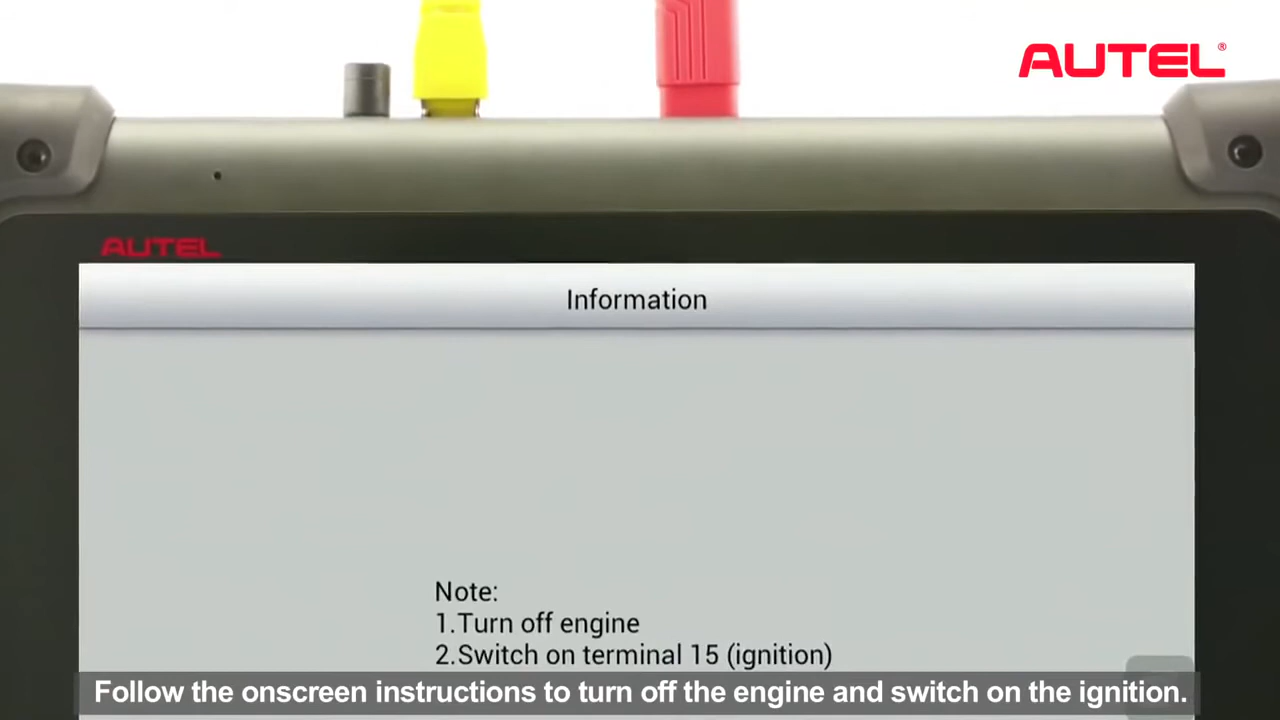 AUTEL®
AUTEL
Information
Note:
1.Turn off engine
2.Switch on terminal 15 (ignition)
Follow the onscreen instructions to turn off the engine and switch on the ignition.